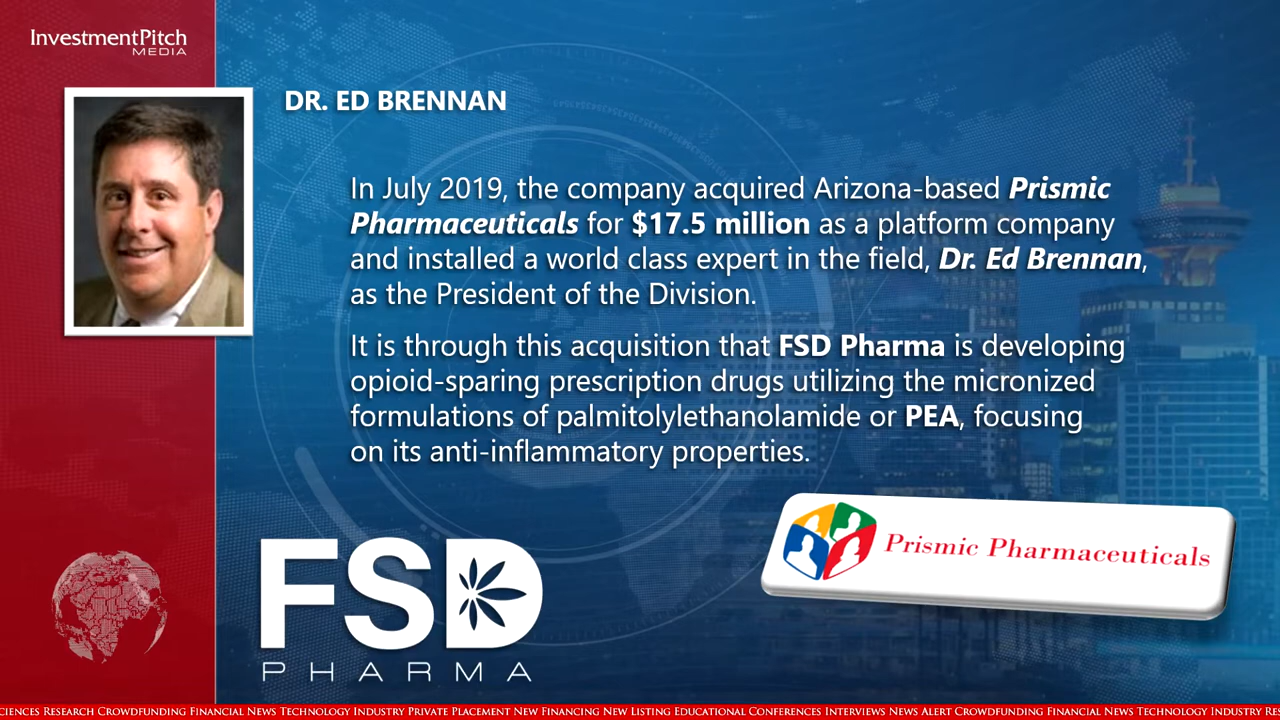 InvestmentPitch
MEDIA
DR. ED BRENNAN
In July 2019, the company acquired Arizona-based Prismic
Pharmaceuticals for $17.5 million as a platform company
and installed a world class expert in the field, Dr. Ed Brennan,
as the President of the Division.
It is through this acquisition that FSD Pharma is developing
opioid-sparing prescription drugs utilizing the micronized
formulations of palmitolylethanolamide or PEA, focusing
on its anti-inflammatory properties.
Prismic Pharmaceuticals
FSD
PHARMA
CIENCES RESEARCH CROWDFUNDING FINANCIAL NEWS TECHNOLOGY INDUSTRY PRIVATE PLACEMENT NEW FINANCING NEW LISTING EDUCATIONAL CONFERENCES INTERVIEWS NEWS ALERT CROWDFUNDING FINANCIAL NEWS TECHNOLOGY INDUSTRY RES